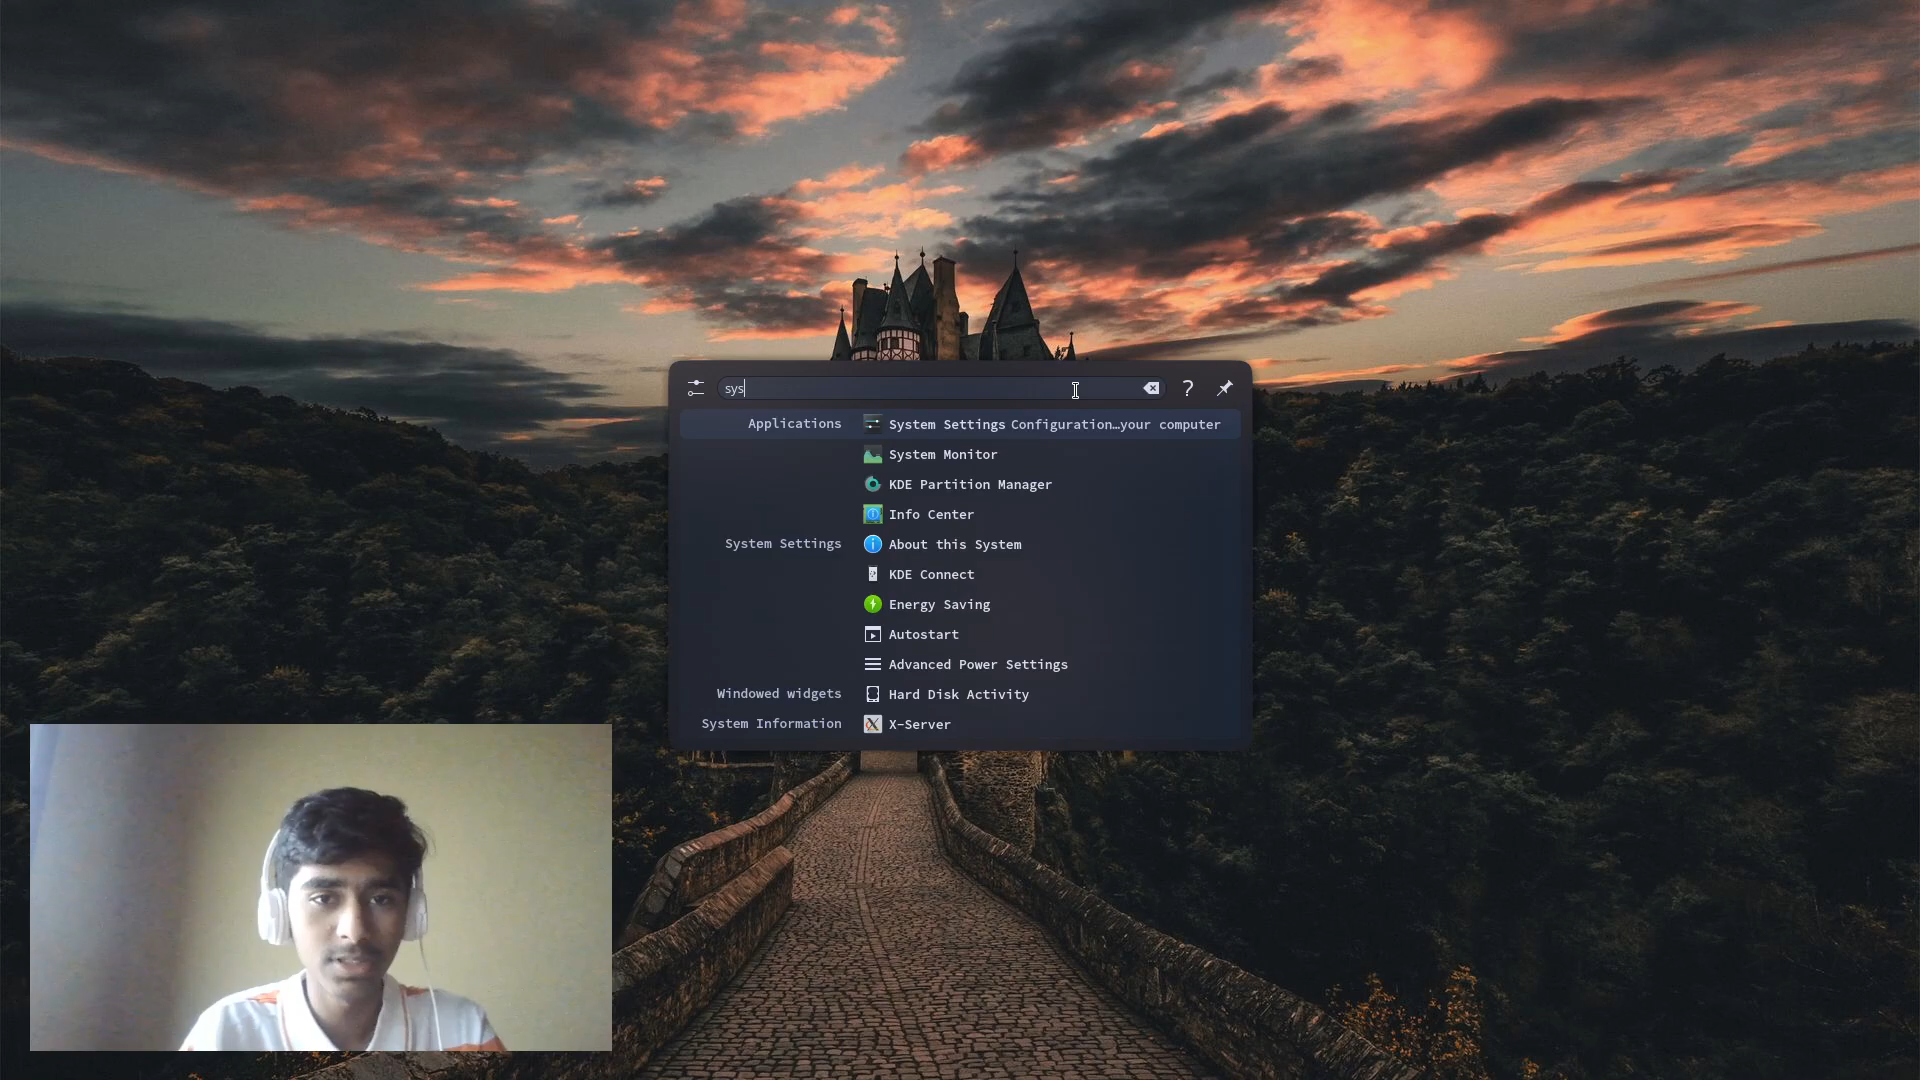 sys
Applications System Settings Configuration…your computer
System Monitor
KDE Partition Manager
Info Center
System Settings About this System
KDE Connect
Energy Saving
Autostart
Advanced Power Settings
Windowed widgets Hard Disk Activity
System Information X-Server